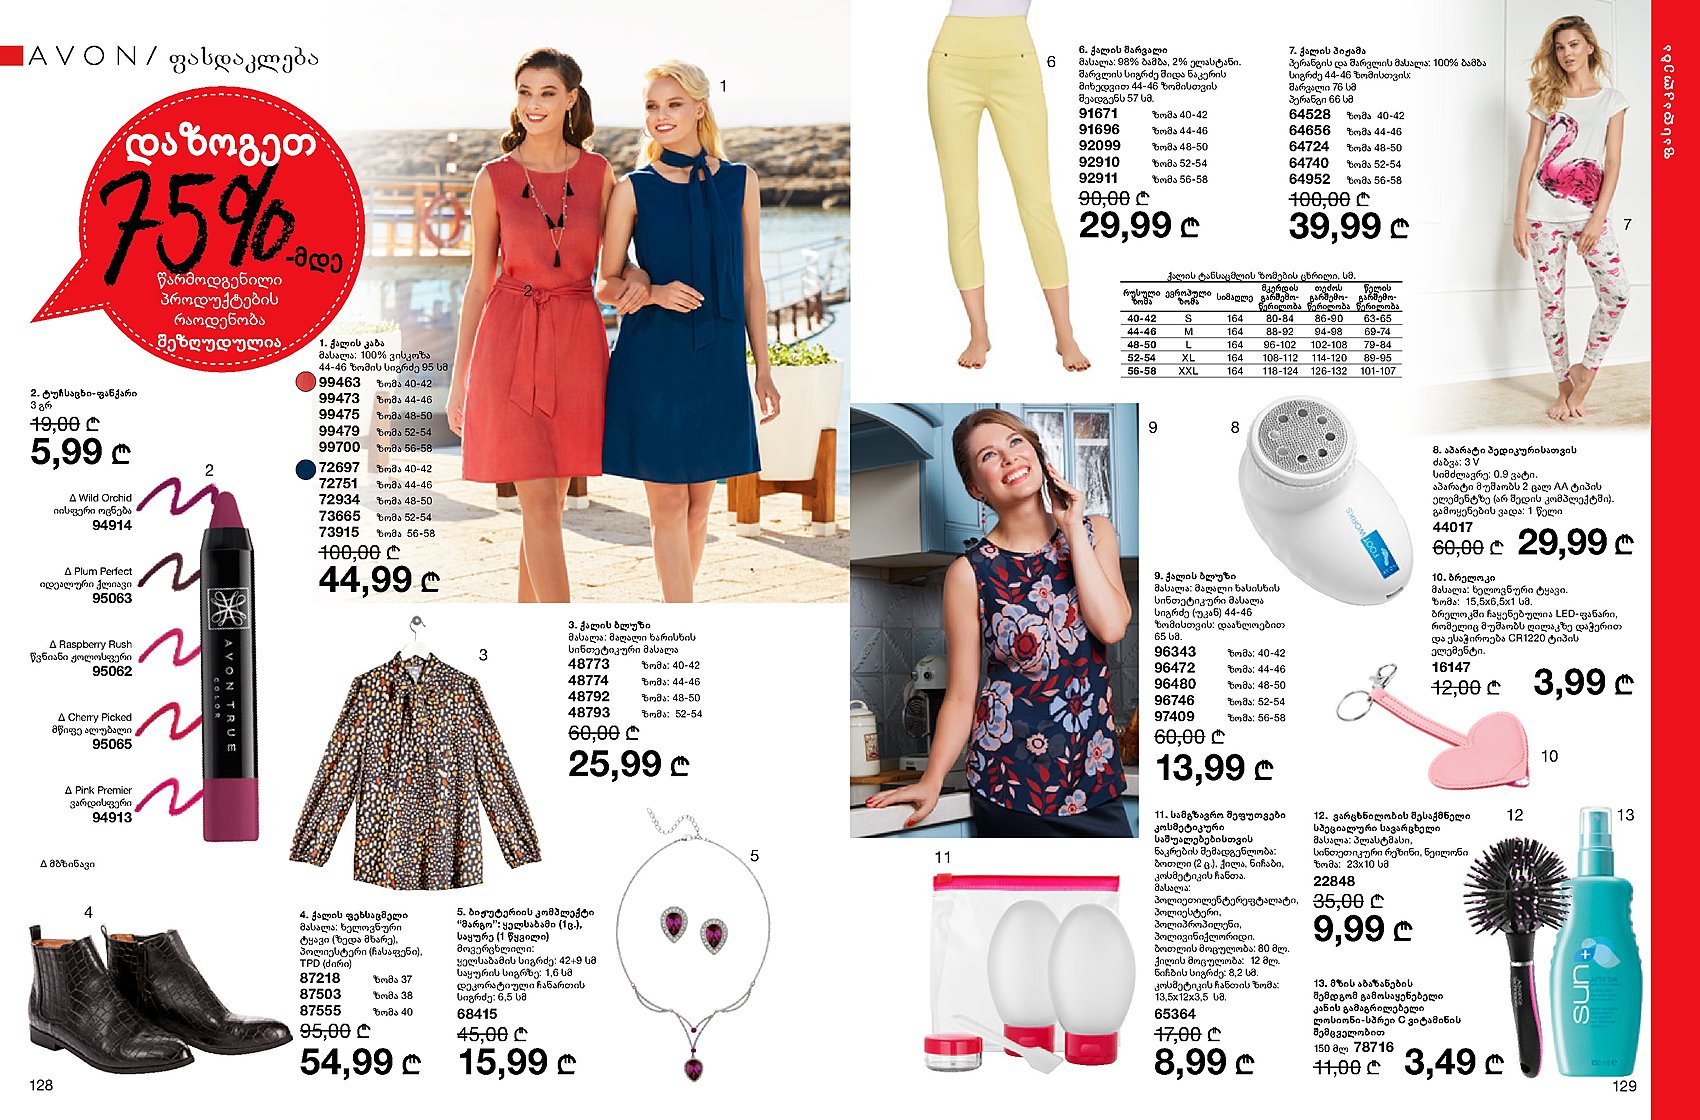 AVON/ ფასდაკლება
დაზოგეთ
75%-მდე
წარმოდგენილი
პროდუქტების
რაოდენობა
შეზღუდულია
2. ტუჩსაცხი-ფანქარი
3 გრ
19,00 ₾
5,99 ₾
2
Δ Wild Orchid
იისფერი ოცნება
94914
Δ Plum Perfect
იდეალური ქლიავი
95063
Δ Raspberry Rush
წვნიანი ჟოლოსფერი
95062
Δ Cherry Picked
მწიფე ალუბალი
95065
Δ Pink Premier
ვარდისფერი
94913
Δ მბზინავი
AVON TRUE
COLOR
1
2
1. ქალის კაბა
მასალა: 100% ვისკოზა
44-46 ზომის სიგრძე 95 სმ
99463 ზომა 40-42
99473 ზომა 44-46
99475 ზომა 48-50
99479 ზომა 52-54
99700 ზომა 56-58
72697 ზომა 40-42
72751 ზომა 44-46
72934 ზომა 48-50
73665 ზომა 52-54
73915 ზომა 56-58
100,00 ₾
44,99 ₾
3
3. ქალის ბლუზი
მასალა: მაღალი ხარისხის
სინთეტიკური მასალა
48773 ზომა: 40-42
48774 ზომა: 44-46
48792 ზომა: 48-50
48793 ზომა: 52-54
60,00 ₾
25,99 ₾
4
4. ქალის ფეხსაცმელი
მასალა: ხელოვნური
ტყავი (ზედა მხარე),
პოლიესტერი (ჩასაფენი),
TPD (ძირი)
87218 ზომა 37
87503 ზომა 38
87555 ზომა 40
95,00 ₾
54,99 ₾
5
5. ბიჟუტერიის კომპლექტი
"მარგო": ყელსაბამი (1ც.),
საყურე (1 წყვილი)
მოვერცხლილი:
ყელსაბამის სიგრძე: 42+9 სმ
საყურის სიგრზე: 1,6 სმ
დეკორატიული ჩანართის
სიგრძე: 6,5 სმ
68415
45,00 ₾
15,99 ₾
128
6
6. ქალის შარვალი
მასალა: 98% ბამბა, 2% ელასტანი.
შარვლის სიგრძე შიდა ნაკერის
მიხედვით 44-46 ზომისთვის
შეადგენს 57 სმ.
91671 ზომა 40-42
91696 ზომა 44-46
92099 ზომა 48-50
92910 ზომა 52-54
92911 ზომა 56-58
90,00 ₾
29,99 ₾
7. ქალის პიჟამა
პერანგის და შარვლის მასალა: 100% ბამბა
სიგრძე 44-46 ზომისთვის:
შარვალი 76 სმ
პერანგი 66 სმ
64528 ზომა 40-42
64656 ზომა 44-46
64724 ზომა 48-50
64740 ზომა 52-54
64952 ზომა 56-58
100,00 ₾
39,99 ₾
7
ფასდაკლება
ქალის ტანსაცმლის ზომების ცხრილი, სმ.
რუსული ზომა ევროპული ზომა სიმაღლე მკერდის გარშემო-წერილობა თეძოს გარშემო-წერილობა წელის გარშემო-წერილობა
40-42 S 164 80-84 86-90 63-65
44-46 M 164 88-92 94-98 69-74
48-50 L 164 96-102 102-108 79-84
52-54 XL 164 108-112 114-120 89-95
56-58 XXL 164 118-124 126-132 101-107
8
FOOT WORKS
8. აპარატი პედიკურისათვის
ძაბვა: 3 V
სიმძლავრე: 0.9 ვატი.
აპარატი მუშაობს 2 ცალ AA ტიპის
ელემენტზე (არ შედის კომპლექტში).
გამოყენების ვადა: 1 წელი
44017
60,00 ₾ 29,99 ₾
9
9. ქალის ბლუზი
მასალა: მაღალი ხასისხის
სინთეტიკური მასალა
სიგრძე (უკან) 44-46
ზომისთვის: დაახლოებით
65 სმ.
96343 ზომა: 40-42
96472 ზომა: 44-46
96480 ზომა: 48-50
96746 ზომა: 52-54
97409 ზომა: 56-58
60,00 ₾
13,99 ₾
10. ბრელოკი
მასალა: ხელოვნური ტყავი.
ზომა: 15,5x6,5x1 სმ.
ბრელოკში ჩაყენებულია LED-ფანარი,
რომელიც მუშაობს ღილაკზე დაჭერით
და ესაჭიროება CR1220 ტიპის
ელემენტი.
16147
12,00 ₾ 3,99 ₾
10
11
11. სამგზავრო შეფუთვები
კოსმეტიკური
საშუალებებისთვის
ნაკრების შემადგენლობა:
ბოთლი (2 ც.), ქილა, ნიჩაბი,
კოსმეტიკის ჩანთა.
მასალა:
პოლიეთილენტერეფტალატი,
პოლიესტერი,
პოლიპროპილენი,
პოლივინიქლორიდი.
ბოთლის მოცულობა: 80 მლ.
ქილის მოცულობა: 12 მლ.
ნიჩბის სიგრძე: 8,2 სმ.
კოსმეტიკის ჩანთის ზომა:
13,5x12x3,5 სმ.
65364
17,00 ₾
8,99 ₾
12
12. ვარცხნილობის შესაქმნელი
სპეციალური სავარცხელი
მასალა: პლასტმასი,
სინთეთიკური რეზინი, ნეილონი
ზომა: 23x10 სმ
22848
35,00 ₾
9,99 ₾
13
13. მზის აბაზანების
შემდგომ გამოსაყენებელი
კანის გამაგრილებელი
ლოსიონი-სპრეი C ვიტამინის
შემცველობით
150 მლ 78716
11,00 ₾ 3,49 ₾
sun+
150 ml ℮
129